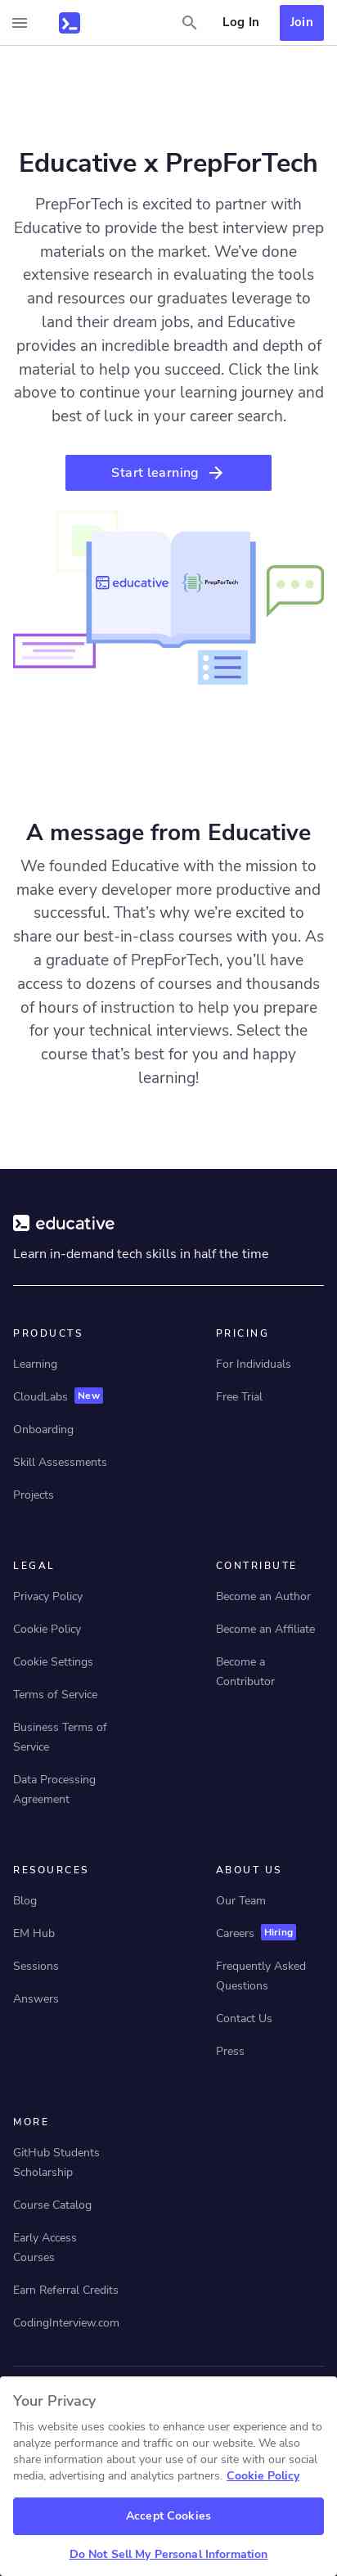 Log In
Join
Educative x PrepForTech
PrepForTech is excited to partner with
Educative to provide the best interview prep
materials on the market. We’ve done
extensive research in evaluating the tools
and resources our graduates leverage to
land their dream jobs, and Educative
provides an incredible breadth and depth of
material to help you succeed. Click the link
above to continue your learning journey and
best of luck in your career search.
Start learning
educative
PrepForTech
A message from Educative
We founded Educative with the mission to
make every developer more productive and
successful. That’s why we’re excited to
share our best-in-class courses with you. As
a graduate of PrepForTech, you’ll have
access to dozens of courses and thousands
of hours of instruction to help you prepare
for your technical interviews. Select the
course that’s best for you and happy
learning!
educative
Learn in-demand tech skills in half the time
PRODUCTS
Learning
CloudLabs New
Onboarding
Skill Assessments
Projects
PRICING
For Individuals
Free Trial
LEGAL
Privacy Policy
Cookie Policy
Cookie Settings
Terms of Service
Business Terms of
Service
Data Processing
Agreement
CONTRIBUTE
Become an Author
Become an Affiliate
Become a
Contributor
RESOURCES
Blog
EM Hub
Sessions
Answers
ABOUT US
Our Team
Careers Hiring
Frequently Asked
Questions
Contact Us
Press
MORE
GitHub Students
Scholarship
Course Catalog
Early Access
Courses
Earn Referral Credits
CodingInterview.com
Your Privacy
This website uses cookies to enhance user experience and to
analyze performance and traffic on our website. We also
share information about your use of our site with our social
media, advertising and analytics partners. Cookie Policy
Accept Cookies
Do Not Sell My Personal Information